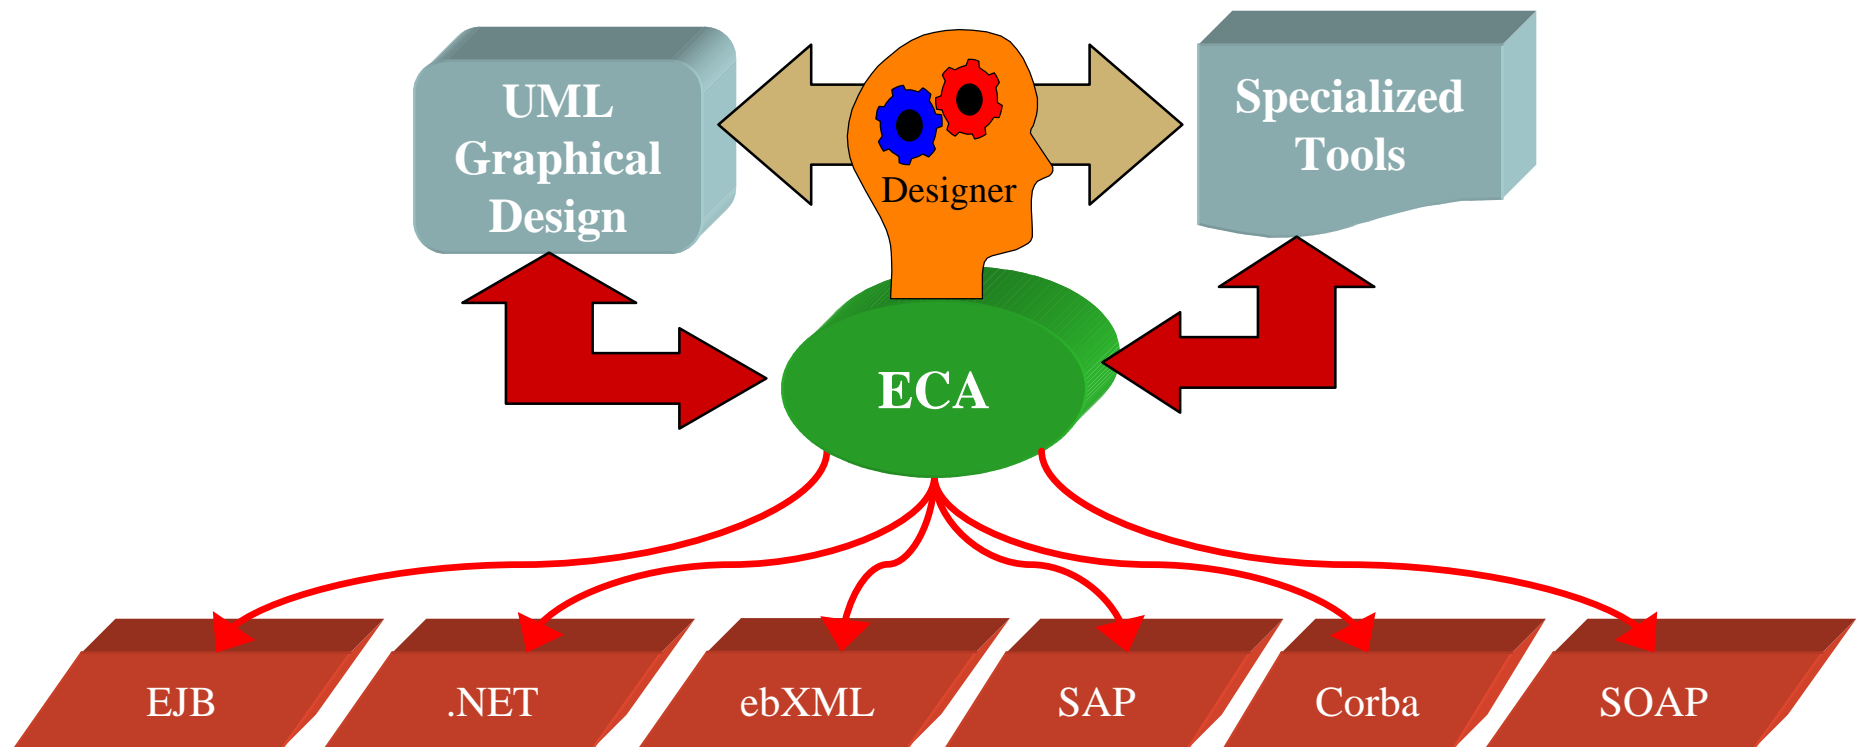 UML
Graphical
Design
Designer
Specialized
Tools
ECA
EJB
.NET
ebXML
SAP
Corba
SOAP